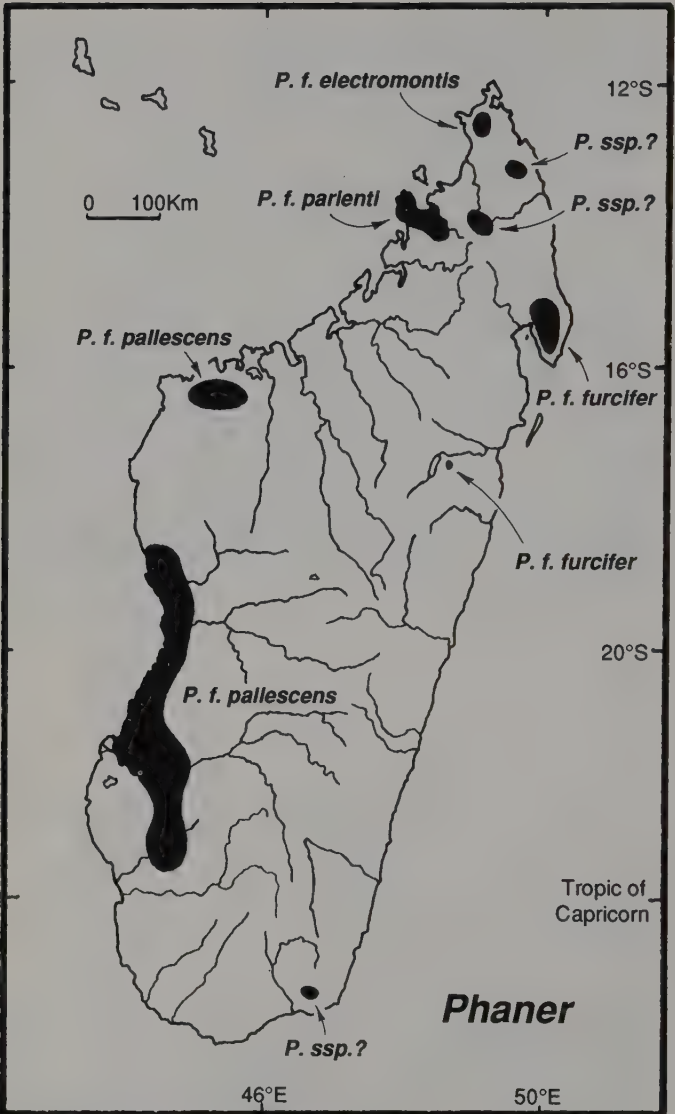 P. f. electromontis
12°S
P. ssp.?
0 100Km
P. f. parienti
P. ssp.?
P. f. pallescens
16°S
P. f. furcifer
P. f. furcifer
20°S
P. f. pallescens
Tropic of
Capricorn
Phaner
P. ssp.?
46°E 50°E